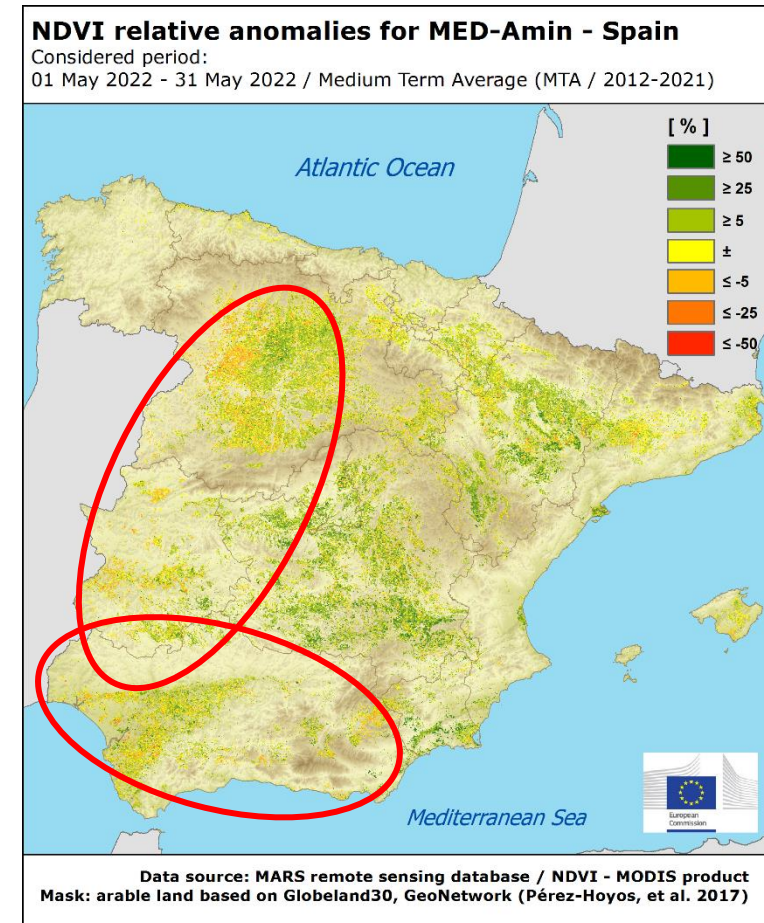 NDVI relative anomalies for MED-Amin - Spain
Considered period:
01 May 2022 - 31 May 2022 / Medium Term Average (MTA / 2012-2021)
[ % ]
Atlantic Ocean
≥ 50
≥ 25
≥ 5
±
≤ -5
≤ -25
≤ -50
Mediterranean Sea
European
Commission
Data source: MARS remote sensing database / NDVI - MODIS product
Mask: arable land based on Globeland30, GeoNetwork (Pérez-Hoyos, et al. 2017)